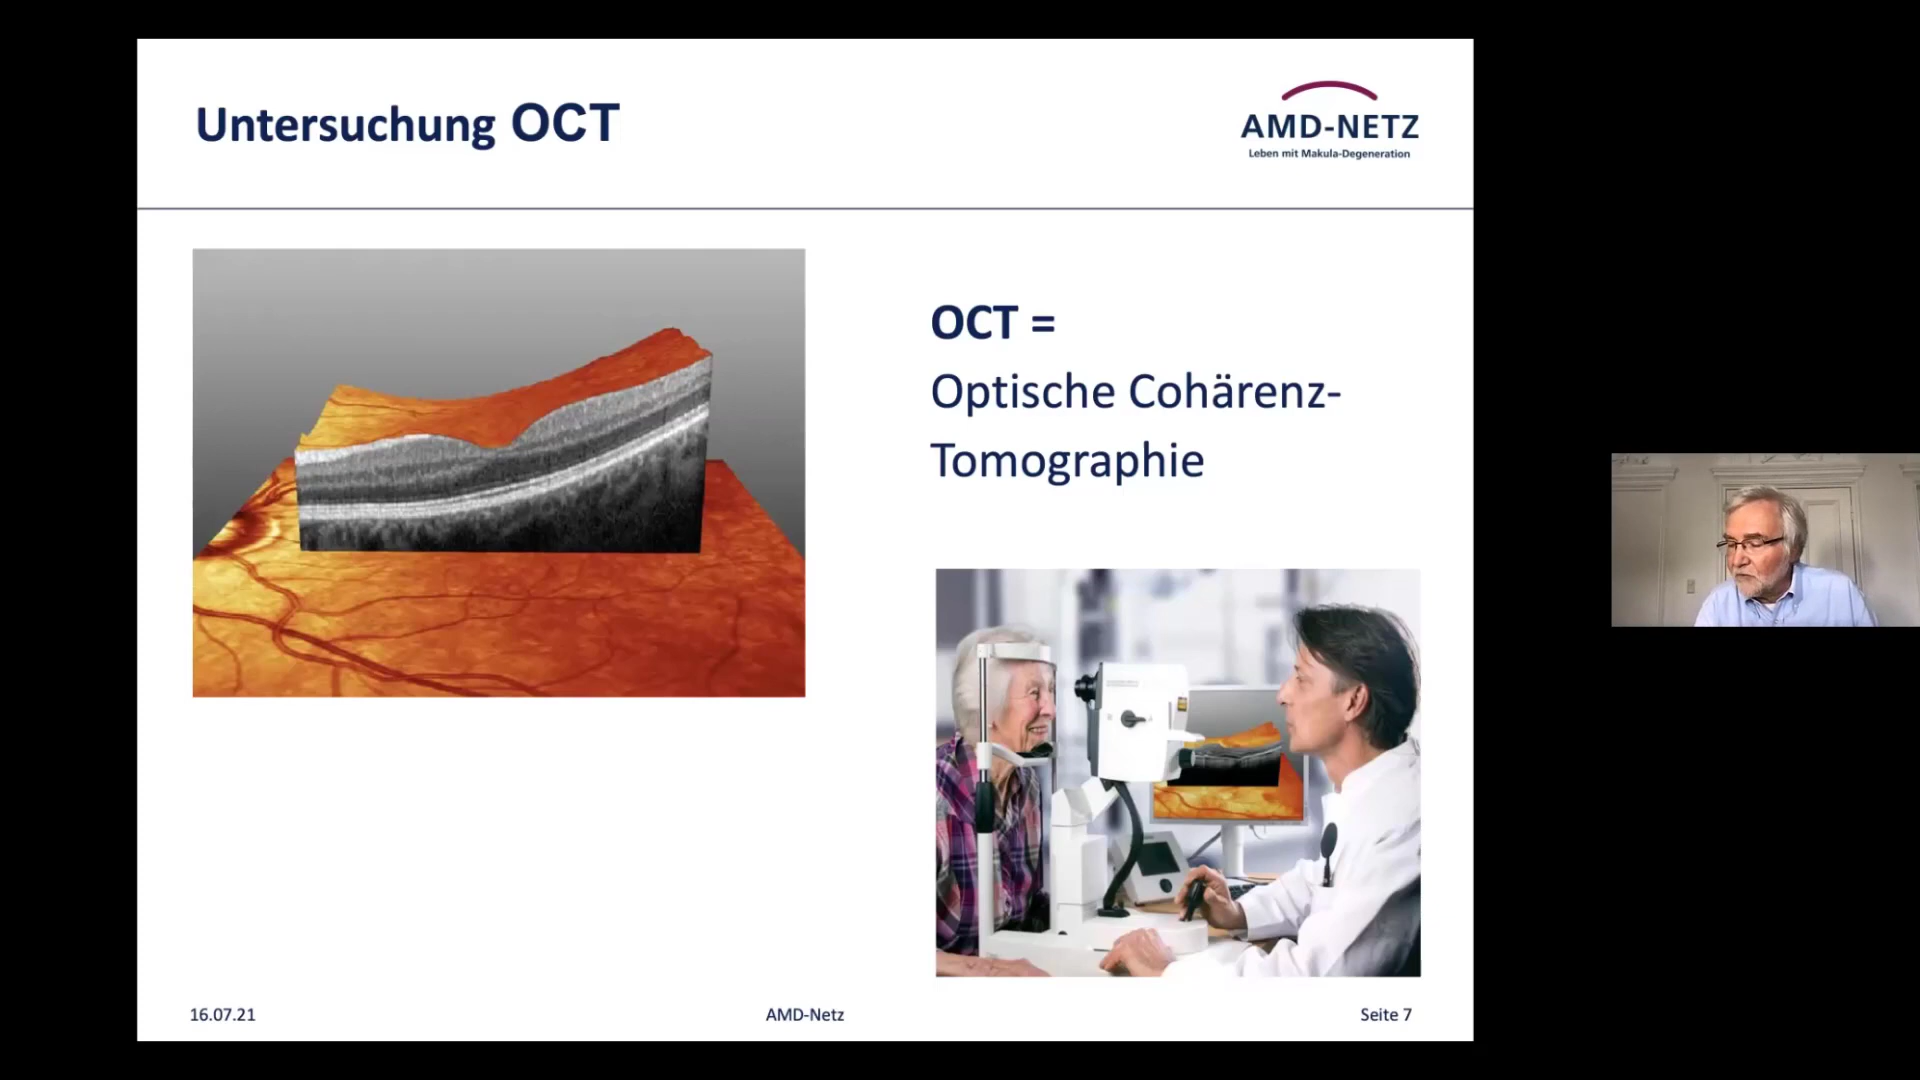 Untersuchung OCT
AMD-NETZ
Leben mit Makula-Degeneration
OCT =
Optische Cohärenz-
Tomographie
16.07.21
AMD-Netz
Seite 7